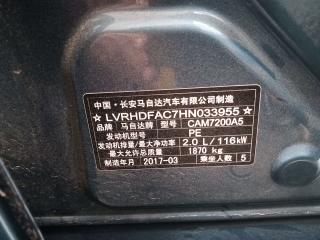 中国·长安马自达汽车有限公司制造
☆LVRHDFAC7HN033955☆
品牌 马自达牌 型号 CAM7200A5
发动机型号 PE
发动机排量/最大净功率 2.0 L/116kW
最大允许总质量 1870 kg
制造年月 2017-03 乘坐人数 5